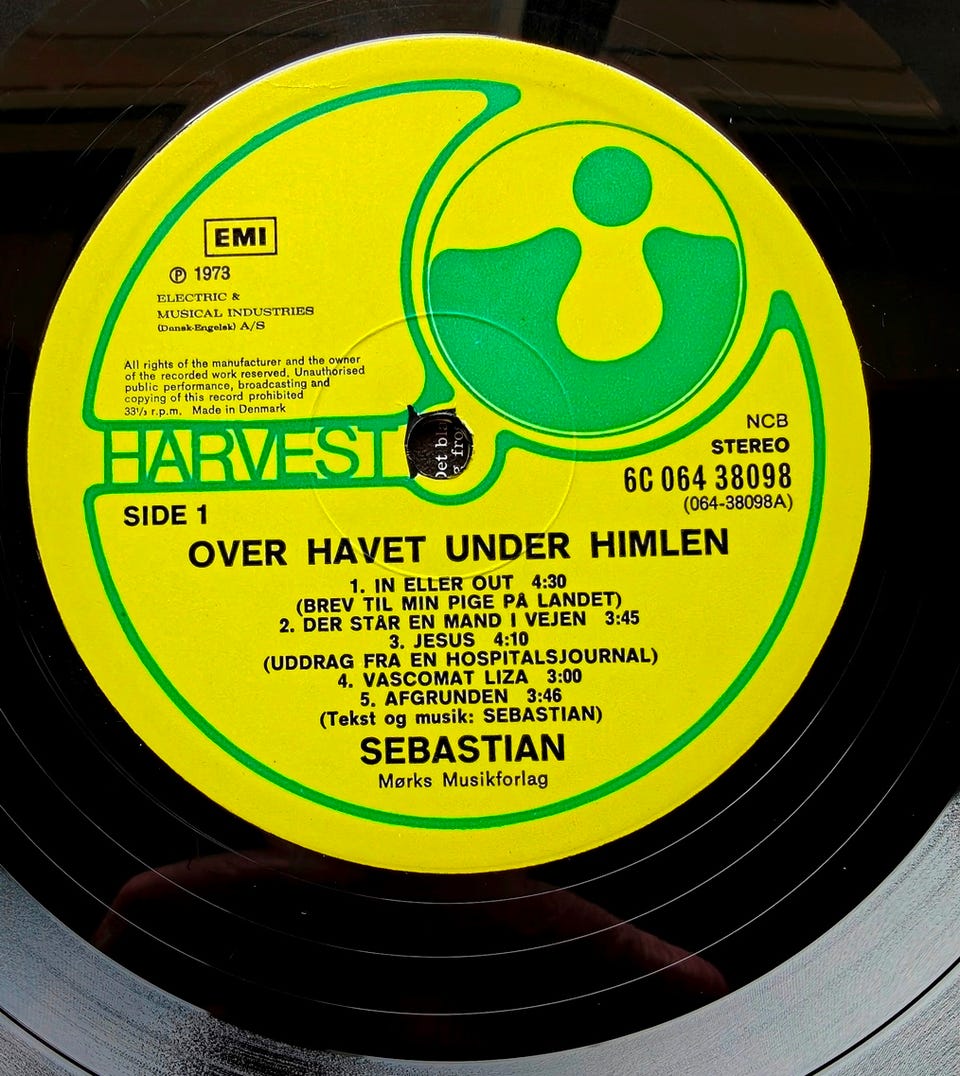 EMI
℗ 1973
ELECTRIC &
MUSICAL INDUSTRIES
(Dansk-Engelsk) A/S
All rights of the manufacturer and the owner
of the recorded work reserved. Unauthorised
public performance, broadcasting and
copying of this record prohibited
33⅓ r.p.m. Made in Denmark
HARVEST
NCB
STEREO
6C 064 38098
(064-38098A)
SIDE 1
OVER HAVET UNDER HIMLEN
1. IN ELLER OUT 4:30
(BREV TIL MIN PIGE PÅ LANDET)
2. DER STÅR EN MAND I VEJEN 3:45
3. JESUS 4:10
(UDDRAG FRA EN HOSPITALSJOURNAL)
4. VASCOMAT LIZA 3:00
5. AFGRUNDEN 3:46
(Tekst og musik: SEBASTIAN)
SEBASTIAN
Mørks Musikforlag